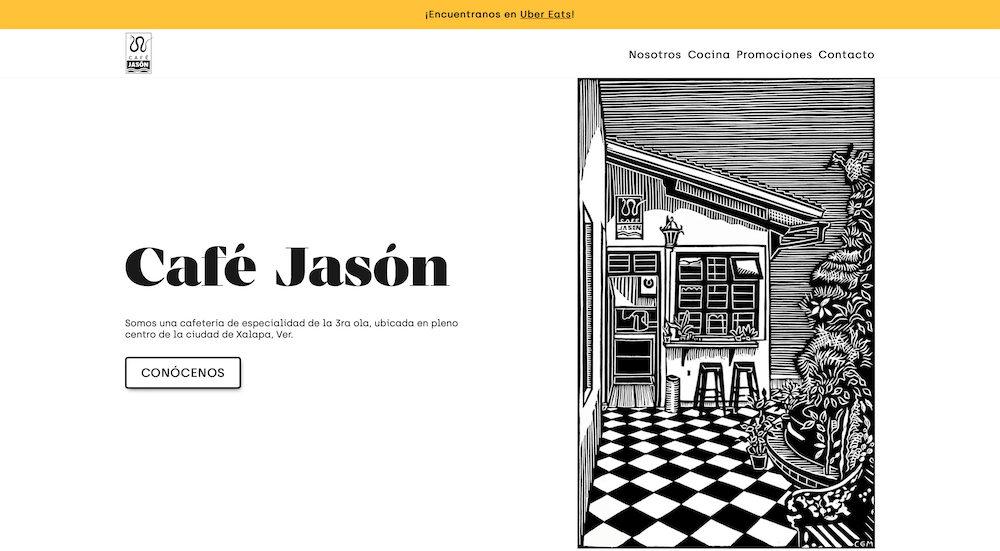 ¡Encuentranos en Uber Eats!
CAFÉ
JASÓN
Nosotros Cocina Promociones Contacto
CAFÉ
JASÓN
Café Jasón
Somos una cafetería de especialidad de la 3ra ola, ubicada en pleno
centro de la ciudad de Xalapa, Ver.
CONÓCENOS
CGM